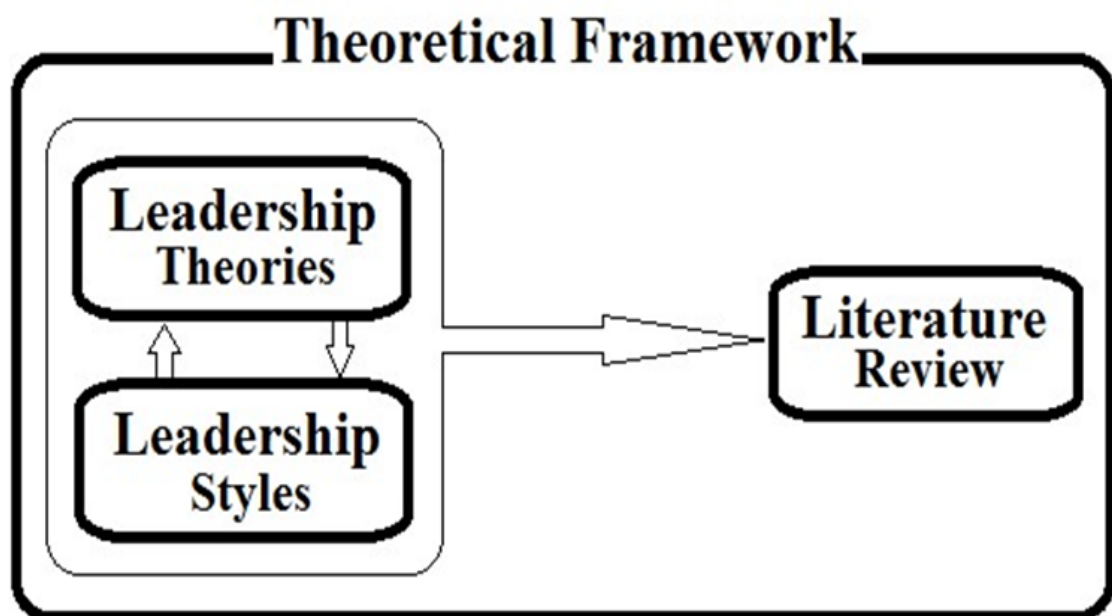 Theoretical Framework
Leadership
Theories
Leadership
Styles
Literature
Review